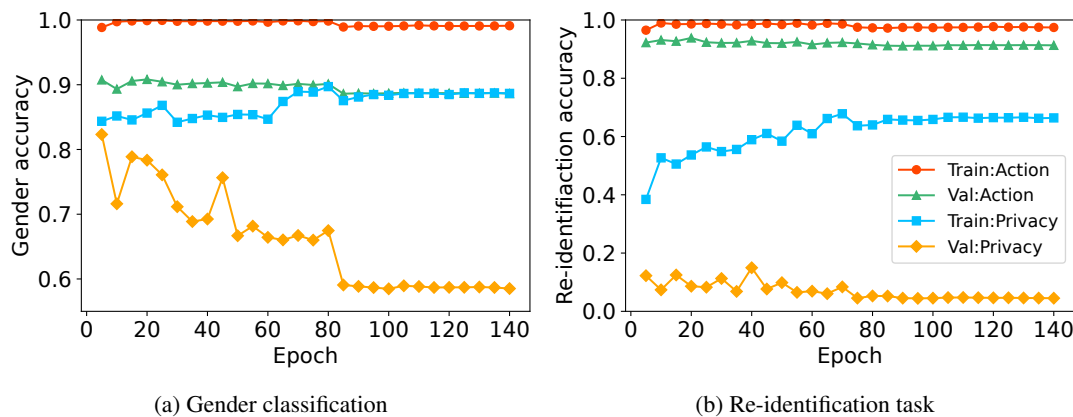 Gender accuracy
1.0
0.9
0.8
0.7
0.6
0 20 40 60 80 100 120 140
Epoch
(a) Gender classification
Re-identifiaction accuracy
1.0
0.8
0.6
0.4
0.2
0.0
Train:Action
Val:Action
Train:Privacy
Val:Privacy
0 20 40 60 80 100 120 140
Epoch
(b) Re-identification task